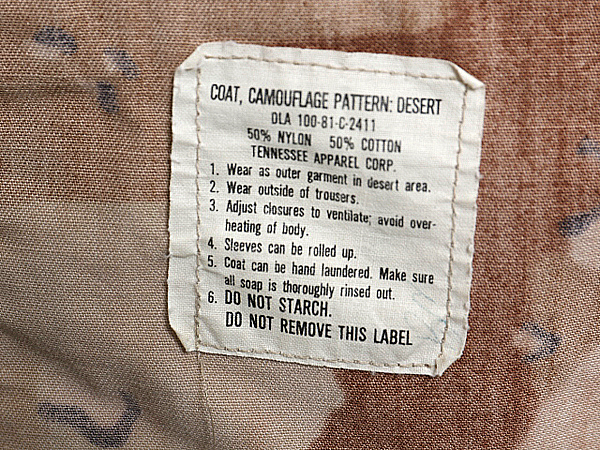 COAT, CAMOUFLAGE PATTERN: DESERT
DLA 100-81-C-2411
50% NYLON 50% COTTON
TENNESSEE APPAREL CORP.
1. Wear as outer garment in desert area.
2. Wear outside of trousers.
3. Adjust closures to ventilate; avoid over-
heating of body.
4. Sleeves can be rolled up.
5. Coat can be hand laundered. Make sure
all soap is thoroughly rinsed out.
6. DO NOT STARCH.
DO NOT REMOVE THIS LABEL